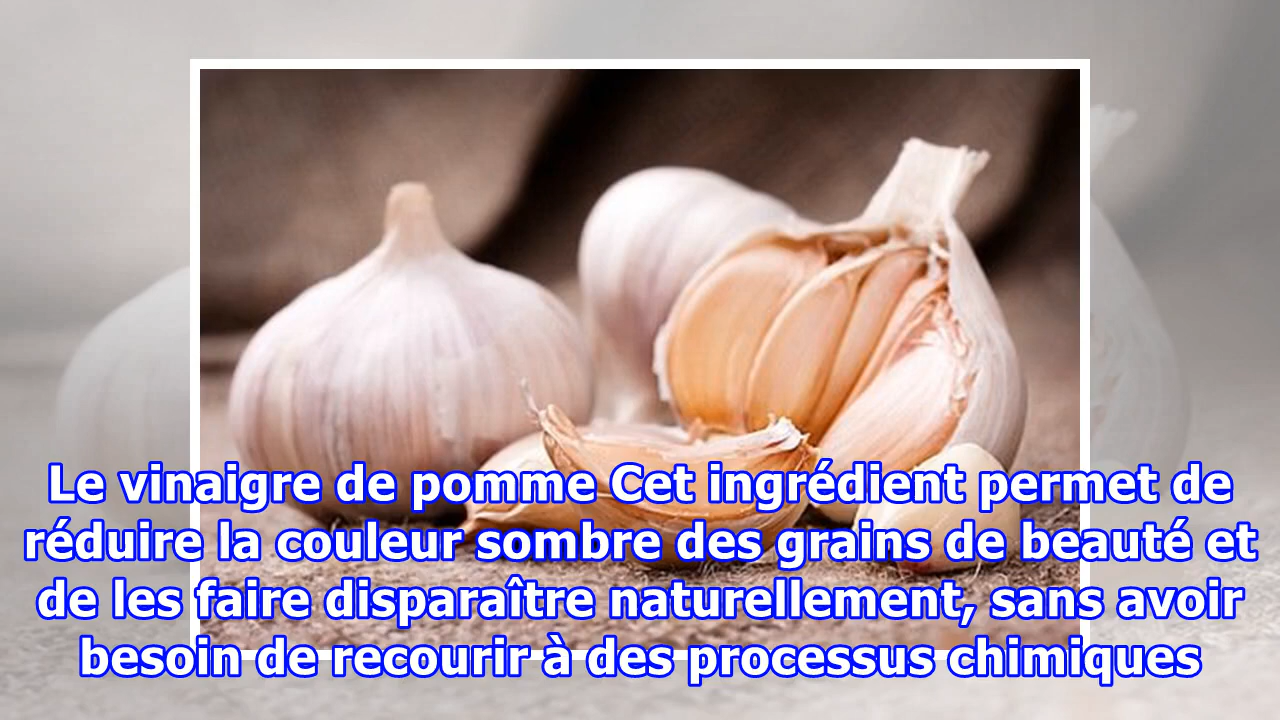 Le vinaigre de pomme Cet ingrédient permet de
réduire la couleur sombre des grains de beauté et
de les faire disparaître naturellement, sans avoir
besoin de recourir à des processus chimiques